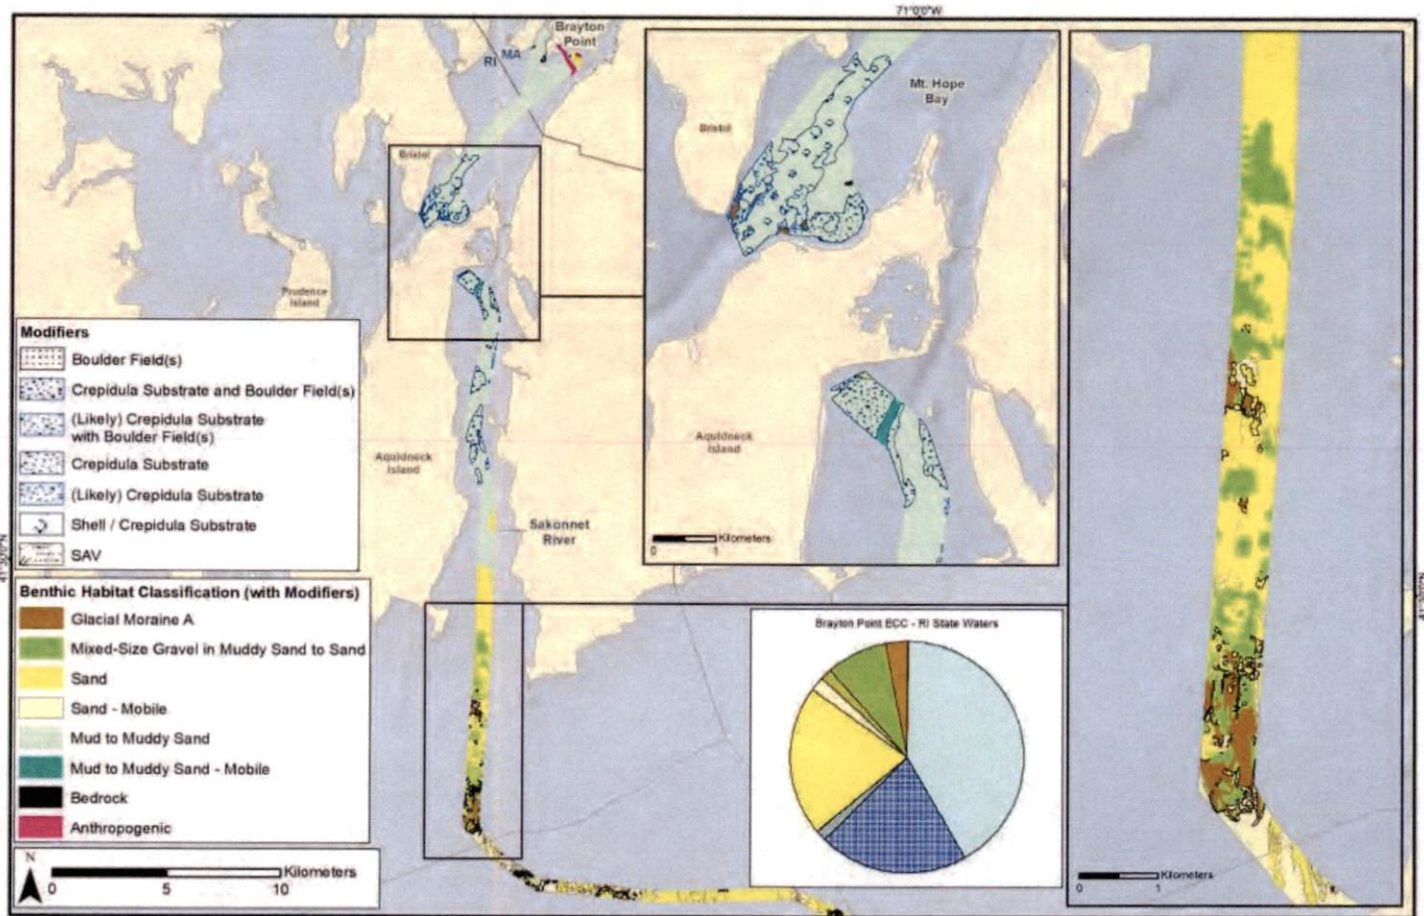 71°0'0"W
Brayton
Point
RI
MA
Bristol
Prudence
Island
Aquidneck
Island
Sakonnet
River
Mt. Hope
Bay
Bristol
Aquidneck
Island
Kilometers
0 1
Modifiers
Boulder Field(s)
Crepidula Substrate and Boulder Field(s)
(Likely) Crepidula Substrate
with Boulder Field(s)
Crepidula Substrate
(Likely) Crepidula Substrate
Shell / Crepidula Substrate
SAV
Benthic Habitat Classification (with Modifiers)
Glacial Moraine A
Mixed-Size Gravel in Muddy Sand to Sand
Sand
Sand - Mobile
Mud to Muddy Sand
Mud to Muddy Sand - Mobile
Bedrock
Anthropogenic
N
Kilometers
0 5 10
Brayton Point ECC - RI State Waters
Kilometers
0 1